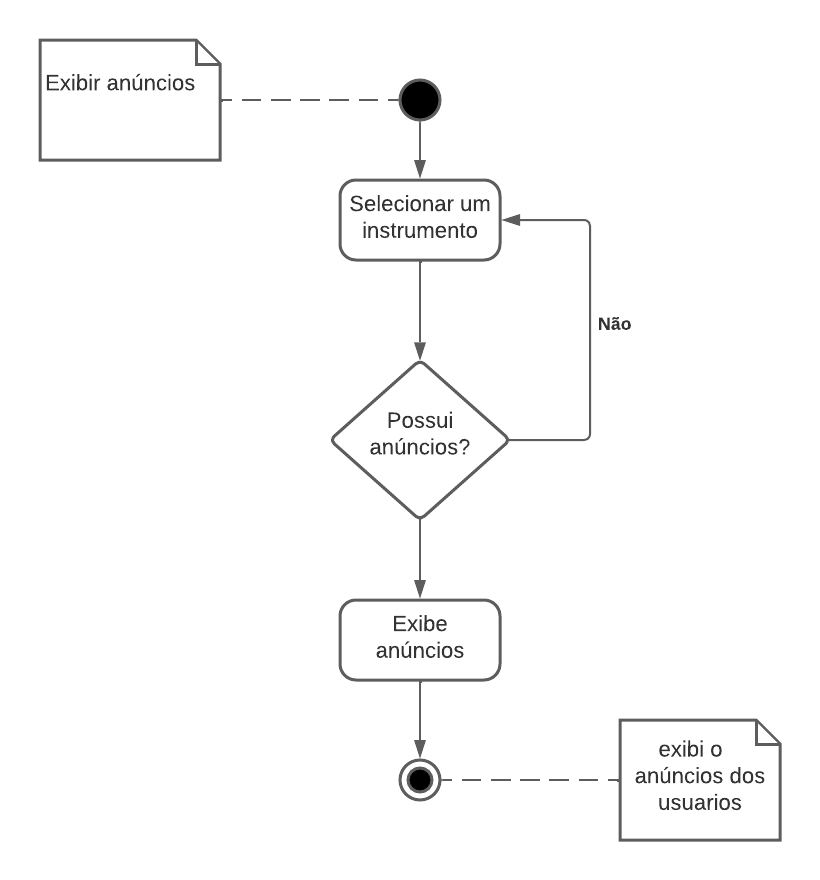 Exibir anúncios
Selecionar um
instrumento
Não
Possui
anúncios?
Exibe
anúncios
exibi o
anúncios dos
usuarios